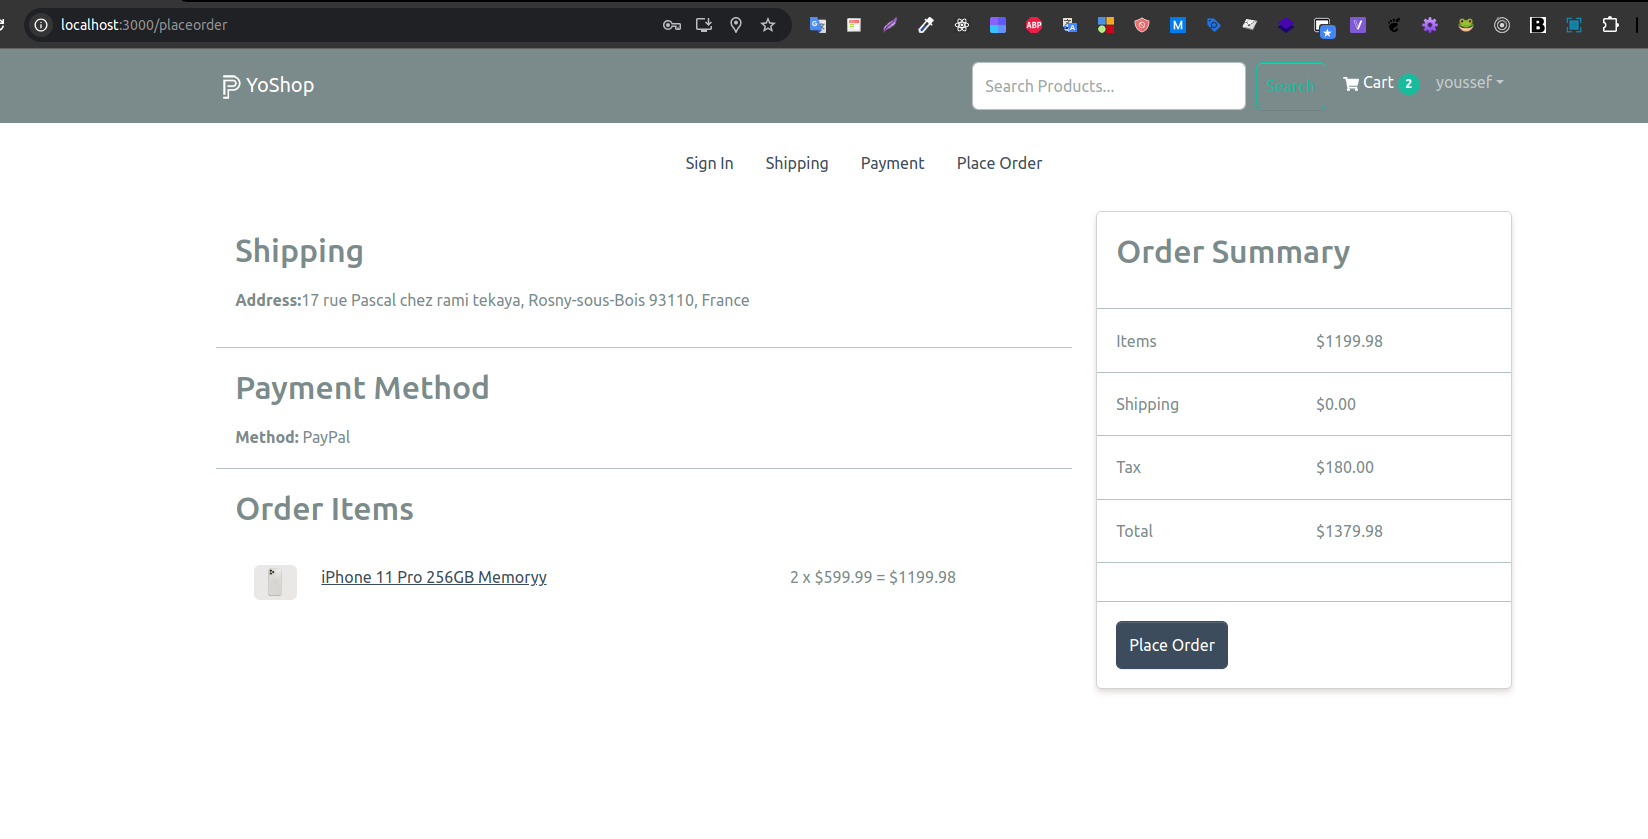 localhost:3000/placeorder
ABP
M
V
B
YoShop
Search Products...
Search
Cart 2
youssef
Sign In Shipping Payment Place Order
Shipping
Address:17 rue Pascal chez rami tekaya, Rosny-sous-Bois 93110, France
Payment Method
Method: PayPal
Order Items
iPhone 11 Pro 256GB Memoryy 2 x $599.99 = $1199.98
Order Summary
Items $1199.98
Shipping $0.00
Tax $180.00
Total $1379.98
Place Order